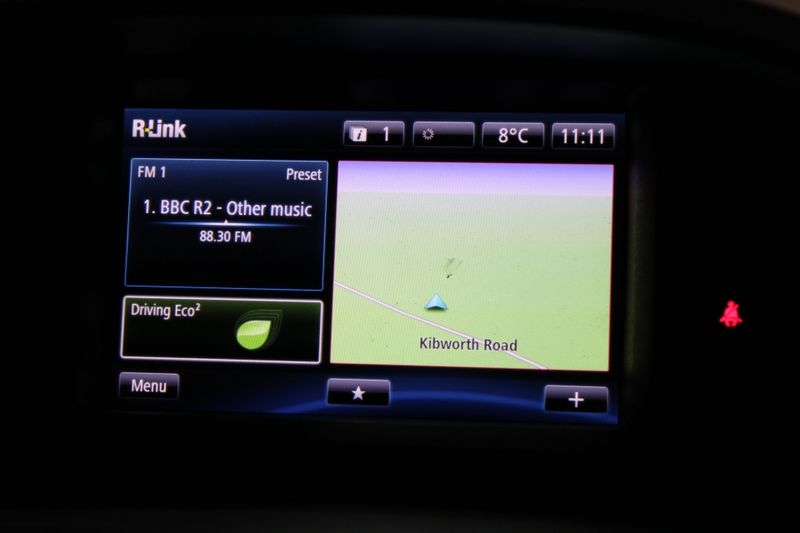 R-Link
i 1
8°C
11:11
FM 1
Preset
1. BBC R2 - Other music
88.30 FM
Driving Eco²
Kibworth Road
Menu
★
+